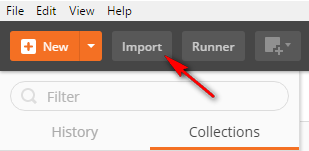 File Edit View Help
New Import Runner
Filter
History Collections